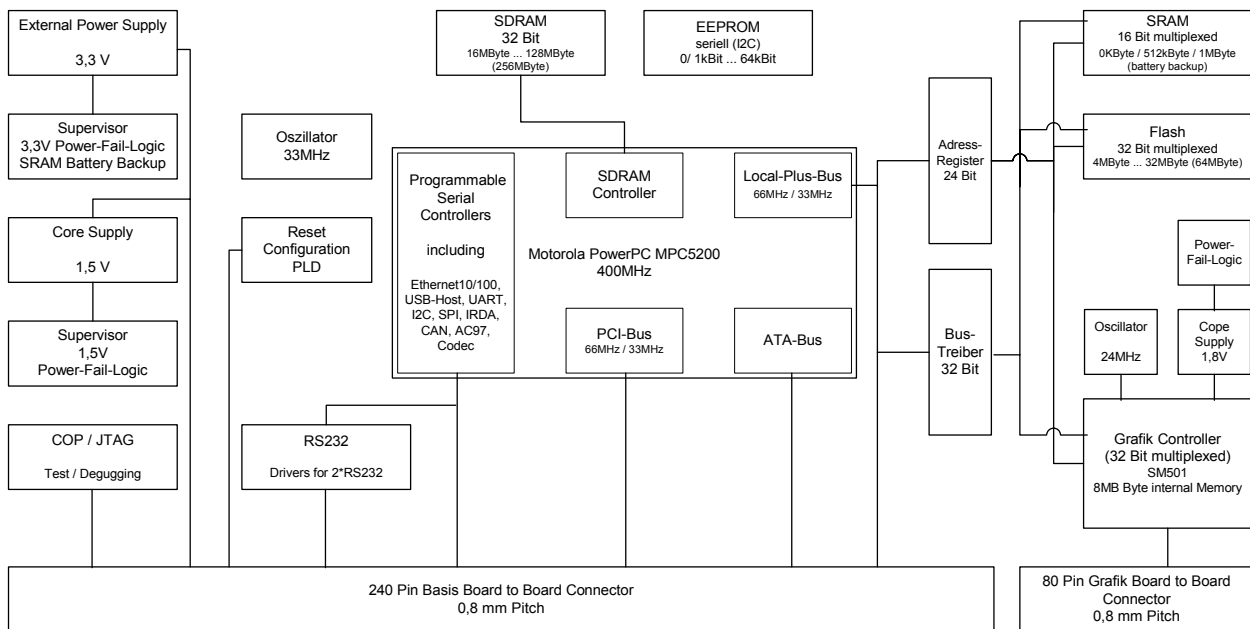 External Power Supply
3,3 V
Supervisor
3,3V Power-Fail-Logic
SRAM Battery Backup
Core Supply
1,5 V
Supervisor
1,5V
Power-Fail-Logic
COP / JTAG
Test / Degugging
Oszillator
33MHz
Reset
Configuration
PLD
RS232
Drivers for 2*RS232
SDRAM
32 Bit
16MByte ... 128MByte
(256MByte)
EEPROM
seriell (I2C)
0/ 1kBit ... 64kBit
Programmable
Serial
Controllers
including
Ethernet10/100,
USB-Host, UART,
I2C, SPI, IRDA,
CAN, AC97,
Codec
SDRAM
Controller
Local-Plus-Bus
66MHz / 33MHz
Motorola PowerPC MPC5200
400MHz
PCI-Bus
66MHz / 33MHz
ATA-Bus
Adress-
Register
24 Bit
Bus-
Treiber
32 Bit
SRAM
16 Bit multiplexed
0KByte / 512kByte / 1MByte
(battery backup)
Flash
32 Bit multiplexed
4MByte ... 32MByte (64MByte)
Power-
Fail-Logic
Oscillator
24MHz
Cope
Supply
1,8V
Grafik Controller
(32 Bit multiplexed)
SM501
8MB Byte internal Memory
240 Pin Basis Board to Board Connector
0,8 mm Pitch
80 Pin Grafik Board to Board
Connector
0,8 mm Pitch